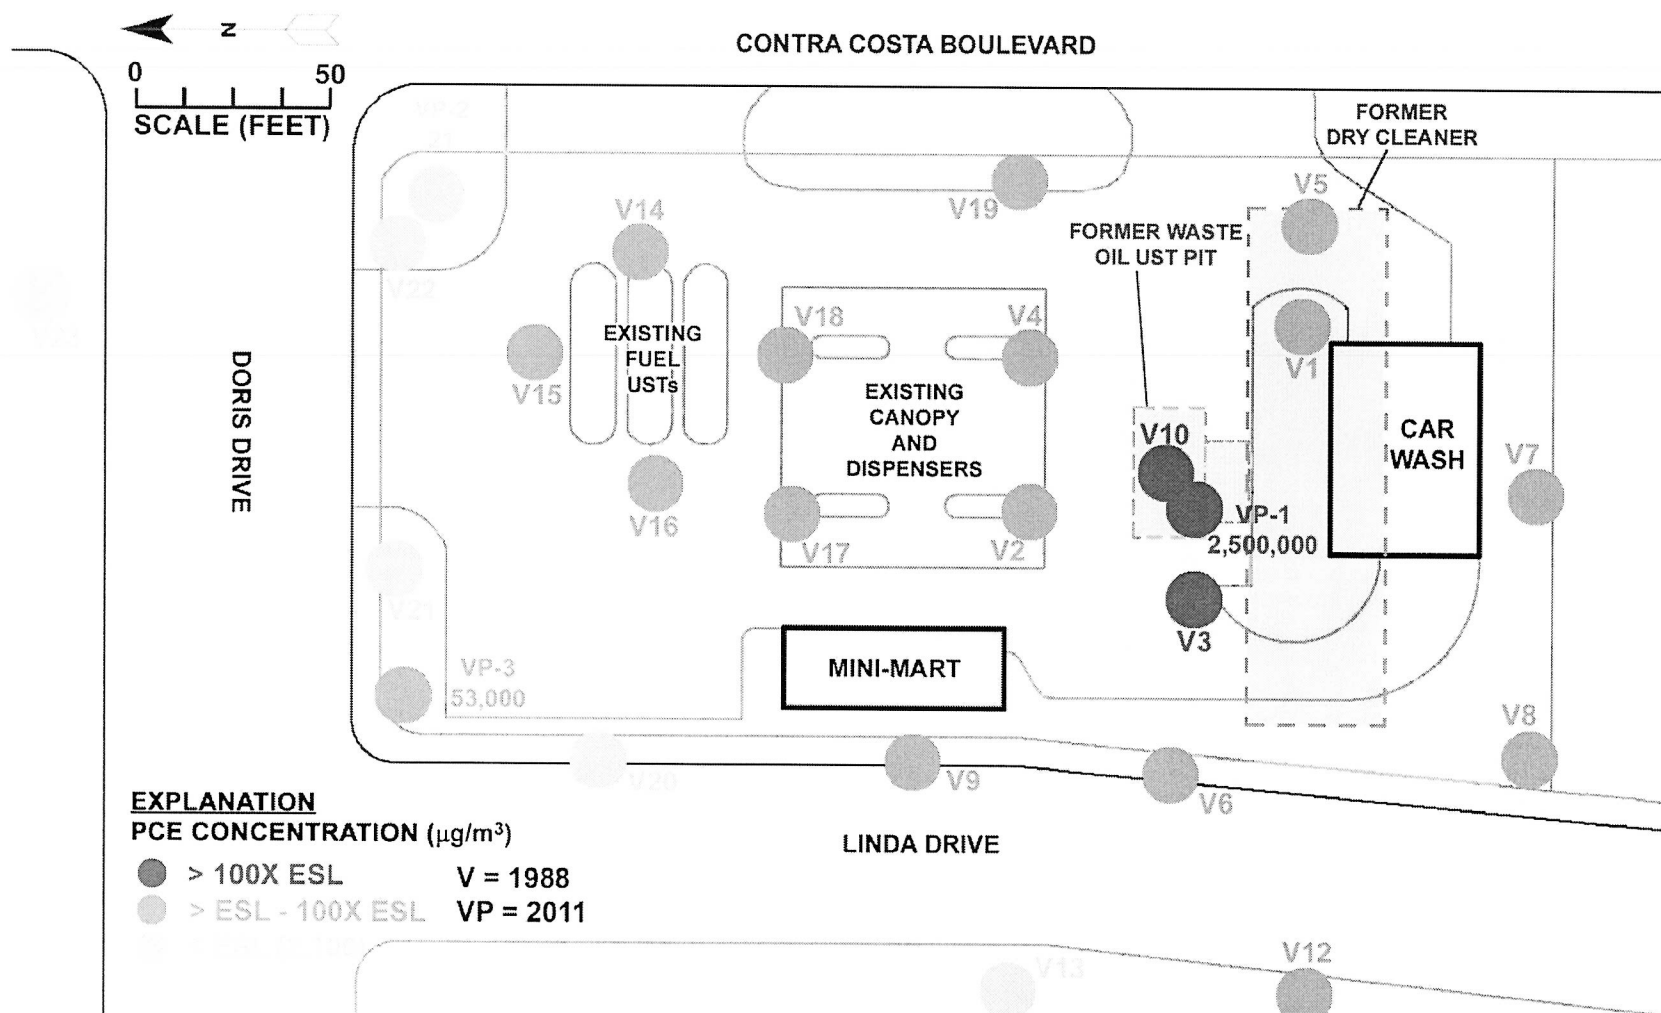 N
0 50
SCALE (FEET)
CONTRA COSTA BOULEVARD
VP-2
FORMER
DRY CLEANER
V14
V19
V5
FORMER WASTE
OIL UST PIT
V22
V18
V4
V1
EXISTING
FUEL
USTs
V15
DORIS DRIVE
EXISTING
CANOPY
AND
DISPENSERS
V10
CAR
WASH
V7
V16
V17
V2
VP-1
2,500,000
V21
V3
VP-3
53,000
MINI-MART
V8
V20
V9
V6
EXPLANATION
PCE CONCENTRATION (µg/m³)
> 100X ESL V = 1988
> ESL - 100X ESL VP = 2011
LINDA DRIVE
V13
V12